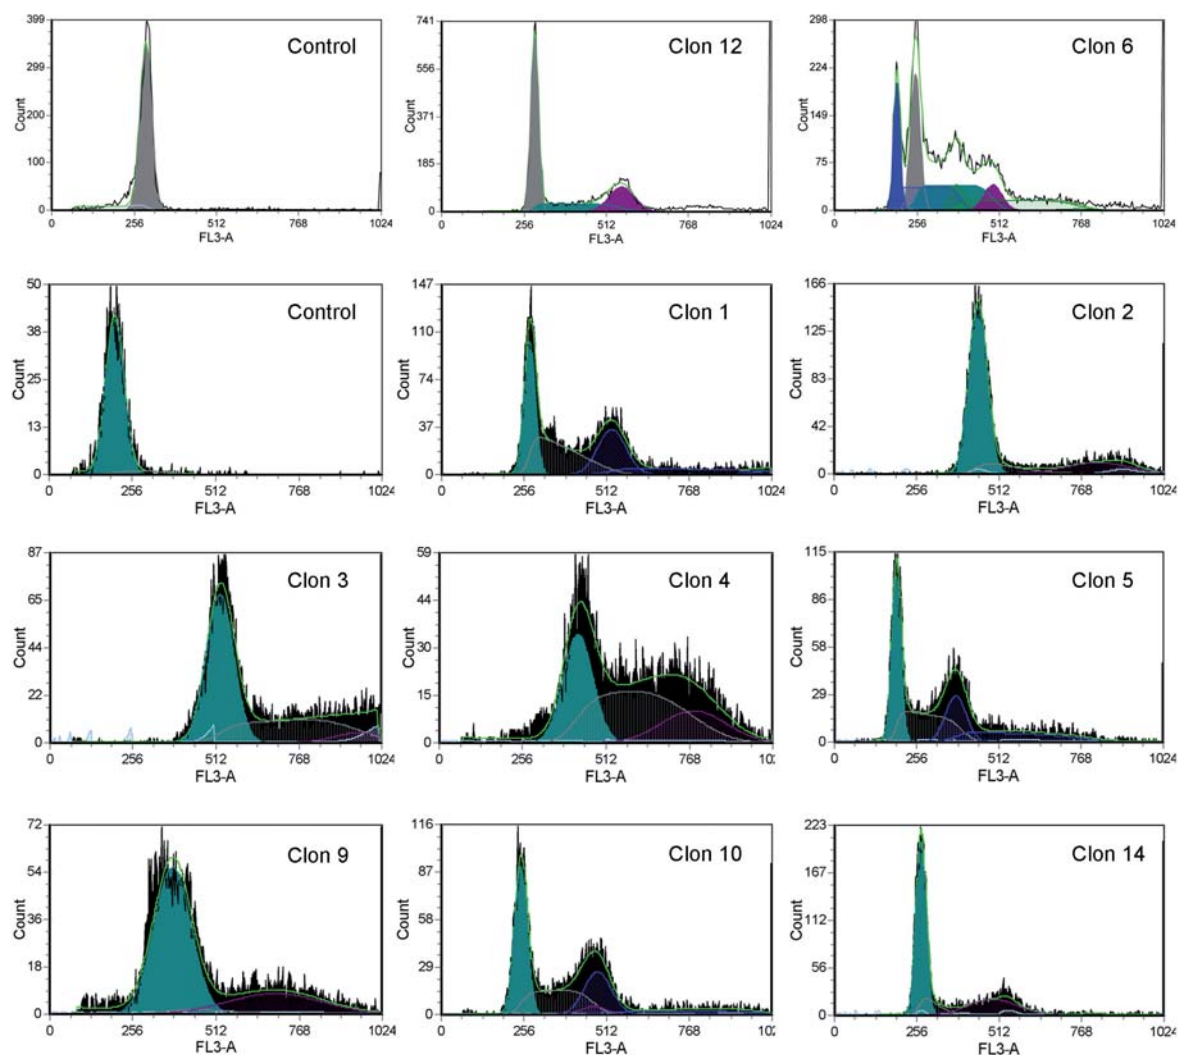 Control
399
299
200
100
0
Count
0 256 512 768 1024
FL3-A
Clon 12
741
556
371
185
0
Count
0 256 512 768 1024
FL3-A
Clon 6
298
224
149
75
0
Count
0 256 512 768 1024
FL3-A
Control
50
38
25
13
0
Count
0 256 512 768 1024
FL3-A
Clon 1
147
110
74
37
0
Count
0 256 512 768 1024
FL3-A
Clon 2
166
125
83
42
0
Count
0 256 512 768 1024
FL3-A
Clon 3
87
65
44
22
0
Count
0 256 512 768 1024
FL3-A
Clon 4
59
44
30
15
0
Count
0 256 512 768 102
FL3-A
Clon 5
115
86
58
29
0
Count
0 256 512 768 1024
FL3-A
Clon 9
72
54
36
18
0
Count
0 256 512 768 1024
FL3-A
Clon 10
116
87
58
29
0
Count
0 256 512 768 102
FL3-A
Clon 14
223
167
112
56
0
Count
0 256 512 768 1024
FL3-A